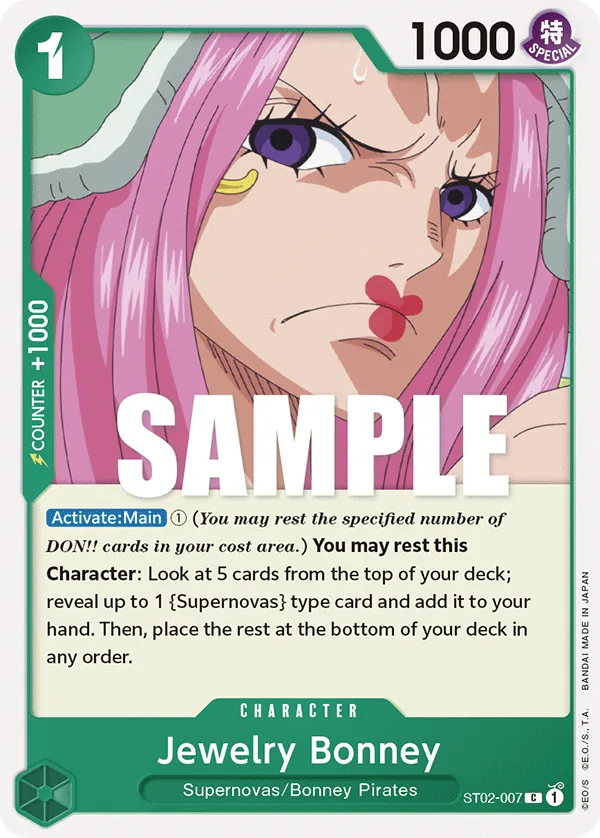 1
1000
特
SPECIAL
COUNTER +1000
SAMPLE
Activate:Main ① (You may rest the specified number of
DON!! cards in your cost area.) You may rest this
Character: Look at 5 cards from the top of your deck;
reveal up to 1 {Supernovas} type card and add it to your
hand. Then, place the rest at the bottom of your deck in
any order.
CHARACTER
Jewelry Bonney
Supernovas/Bonney Pirates
ST02-007 C 1
©EO/S ©E.O./S., T.A. BANDAI MADE IN JAPAN